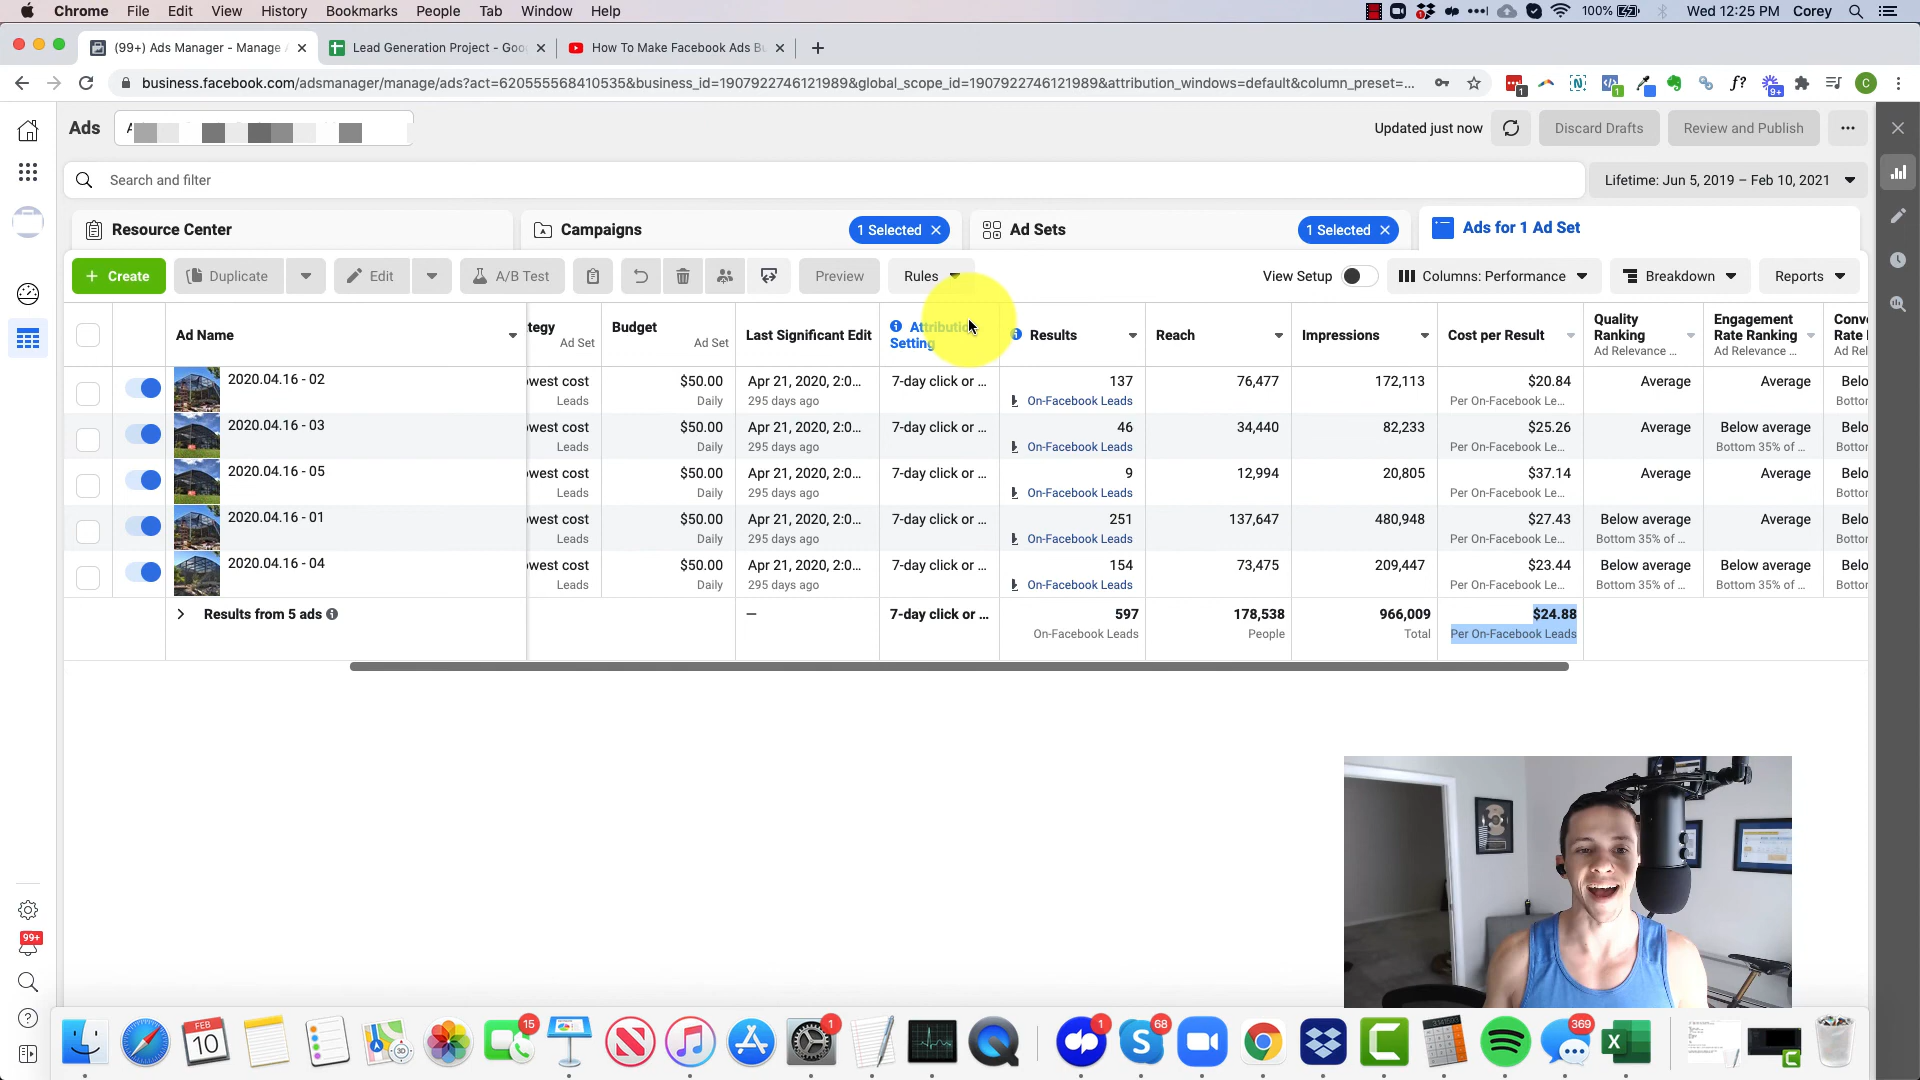 Chrome File Edit View History Bookmarks People Tab Window Help
100% Wed 12:25 PM Corey
(99+) Ads Manager - Manage
Lead Generation Project - Goo
How To Make Facebook Ads Bu
business.facebook.com/adsmanager/manage/ads?act=620555568410535&business_id=1907922746121989&global_scope_id=1907922746121989&attribution_windows=default&column_preset=...
Ads
Updated just now
Discard Drafts
Review and Publish
Search and filter
Lifetime: Jun 5, 2019 – Feb 10, 2021
Resource Center
Campaigns
1 Selected
Ad Sets
1 Selected
Ads for 1 Ad Set
+ Create
Duplicate
Edit
A/B Test
Preview
Rules
View Setup
Columns: Performance
Breakdown
Reports
Ad Name
tegy
Ad Set
Budget
Ad Set
Last Significant Edit
Attribution
Setting
Results
Reach
Impressions
Cost per Result
Quality
Ranking
Ad Relevance ...
Engagement
Rate Ranking
Ad Relevance ...
Conv
Rate
Ad Rel
2020.04.16 - 02 west cost $50.00 Apr 21, 2020, 2:0... 7-day click or ... 137 76,477 172,113 $20.84 Average Average Belo
Leads Daily 295 days ago On-Facebook Leads Per On-Facebook Le... Bottor
2020.04.16 - 03 west cost $50.00 Apr 21, 2020, 2:0... 7-day click or ... 46 34,440 82,233 $25.26 Average Below average Belo
Leads Daily 295 days ago On-Facebook Leads Per On-Facebook Le... Bottom 35% of ... Bottor
2020.04.16 - 05 west cost $50.00 Apr 21, 2020, 2:0... 7-day click or ... 9 12,994 20,805 $37.14 Average Average Belo
Leads Daily 295 days ago On-Facebook Leads Per On-Facebook Le... Bottor
2020.04.16 - 01 west cost $50.00 Apr 21, 2020, 2:0... 7-day click or ... 251 137,647 480,948 $27.43 Below average Average Belo
Leads Daily 295 days ago On-Facebook Leads Per On-Facebook Le... Bottom 35% of ... Bottor
2020.04.16 - 04 west cost $50.00 Apr 21, 2020, 2:0... 7-day click or ... 154 73,475 209,447 $23.44 Below average Below average Belo
Leads Daily 295 days ago On-Facebook Leads Per On-Facebook Le... Bottom 35% of ... Bottom 35% of ... Bottor
Results from 5 ads — 7-day click or ... 597 178,538 966,009 $24.88
On-Facebook Leads People Total Per On-Facebook Leads
99+
FEB
10
15
1
1
68
369